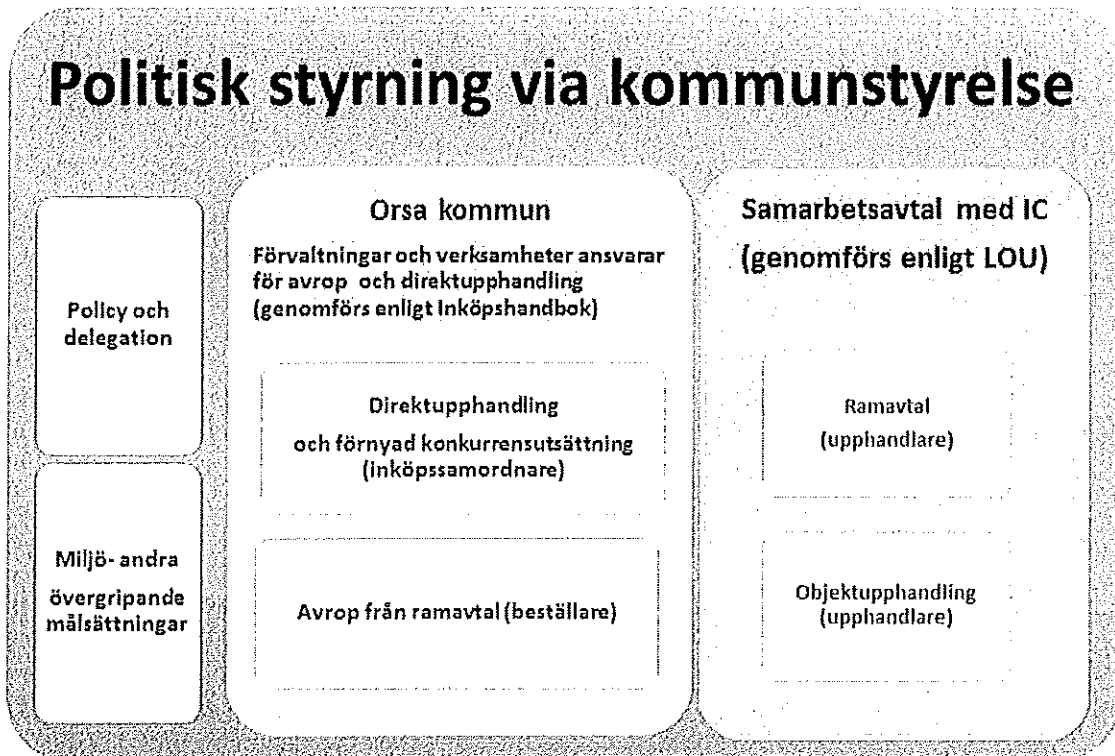 Politisk styrning via kommunstyrelse
Policy och
delegation
Miljö- andra
övergripande
målsättningar
Orsa kommun
Förvaltningar och verksamheter ansvarar
för avrop och direktupphandling
(genomförs enligt Inköpshandbok)
Direktupphandling
och förnyad konkurrensutsättning
(inköpssamordnare)
Avrop från ramavtal (beställare)
Samarbetsavtal med IC
(genomförs enligt LOU)
Ramavtal
(upphandlare)
Objektupphandling
(upphandlare)